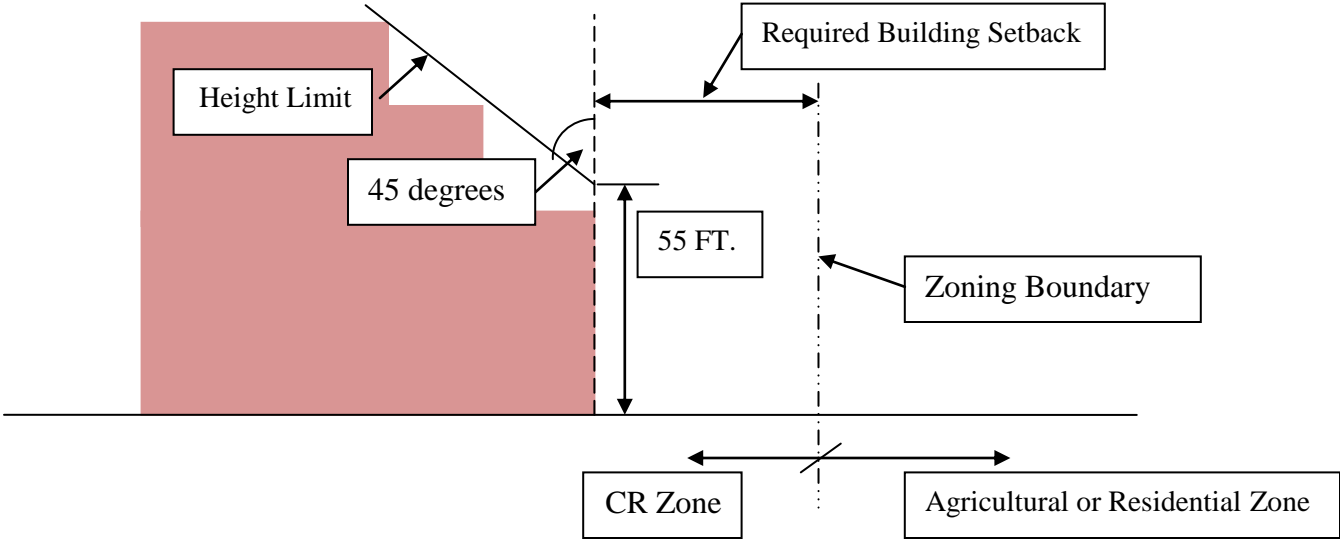 Required Building Setback
Height Limit
45 degrees
55 FT.
Zoning Boundary
CR Zone
Agricultural or Residential Zone